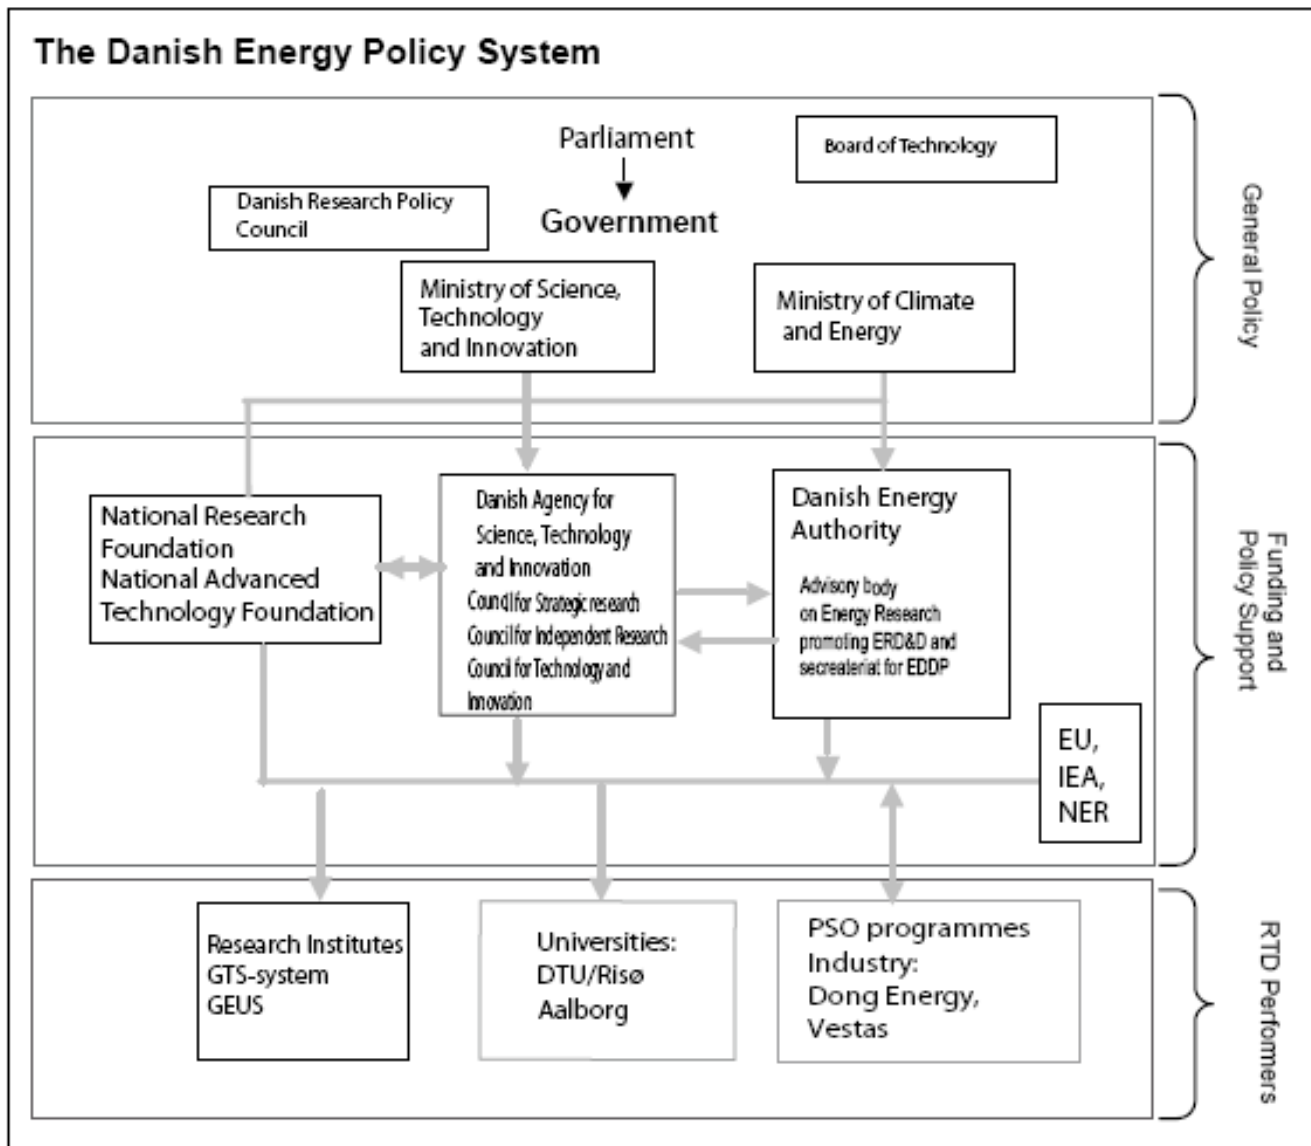 The Danish Energy Policy System
Parliament
Board of Technology
Danish Research Policy
Council
Government
Ministry of Science,
Technology
and Innovation
Ministry of Climate
and Energy
General Policy
National Research
Foundation
National Advanced
Technology Foundation
Danish Agency for
Science, Technology
and Innovation
Council for Strategic research
Council for Independent Research
Council for Technology and
Innovation
Danish Energy
Authority
Advisory body
on Energy Research
promoting ERD&D and
secreateriat for EDDP
EU,
IEA,
NER
Funding and
Policy Support
Research Institutes
GTS-system
GEUS
Universities:
DTU/Risø
Aalborg
PSO programmes
Industry:
Dong Energy,
Vestas
RTD Performers